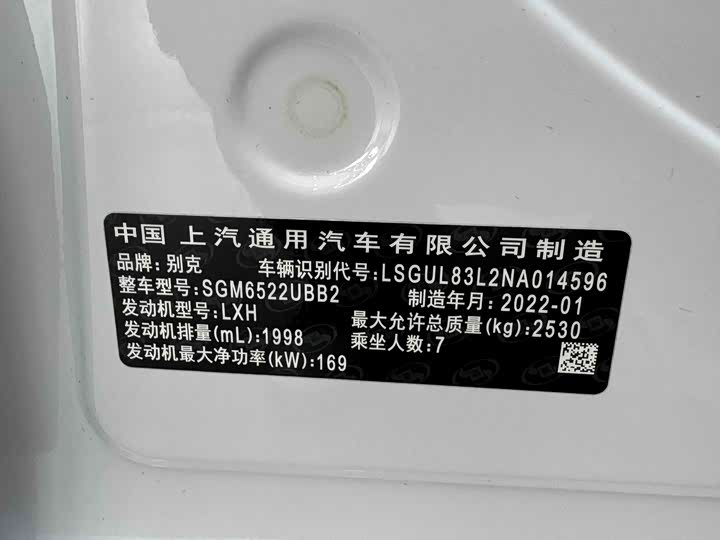 中国 上汽通用汽车有限公司制造
品牌:别克 车辆识别代号:LSGUL83L2NA014596
整车型号:SGM6522UBB2 制造年月:2022-01
发动机型号:LXH 最大允许总质量(kg):2530
发动机排量(mL):1998 乘坐人数:7
发动机最大净功率(kW):169